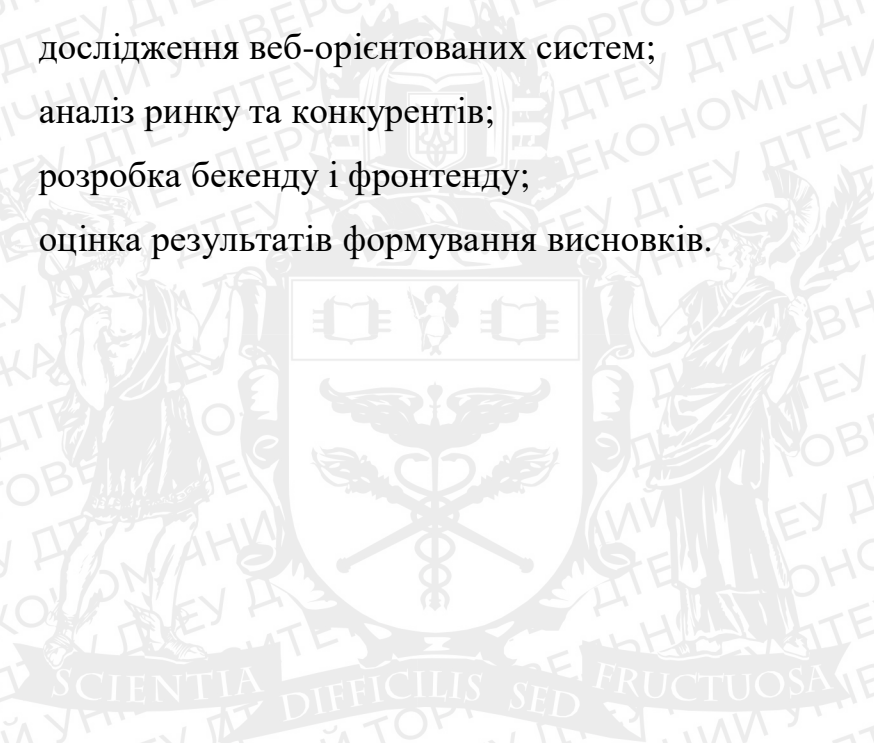 дослідження веб-орієнтованих систем;
аналіз ринку та конкурентів;
розробка бекенду і фронтенду;
оцінка результатів формування висновків.
SCIENTIA DIFFICILIS SED FRUCTUOSA